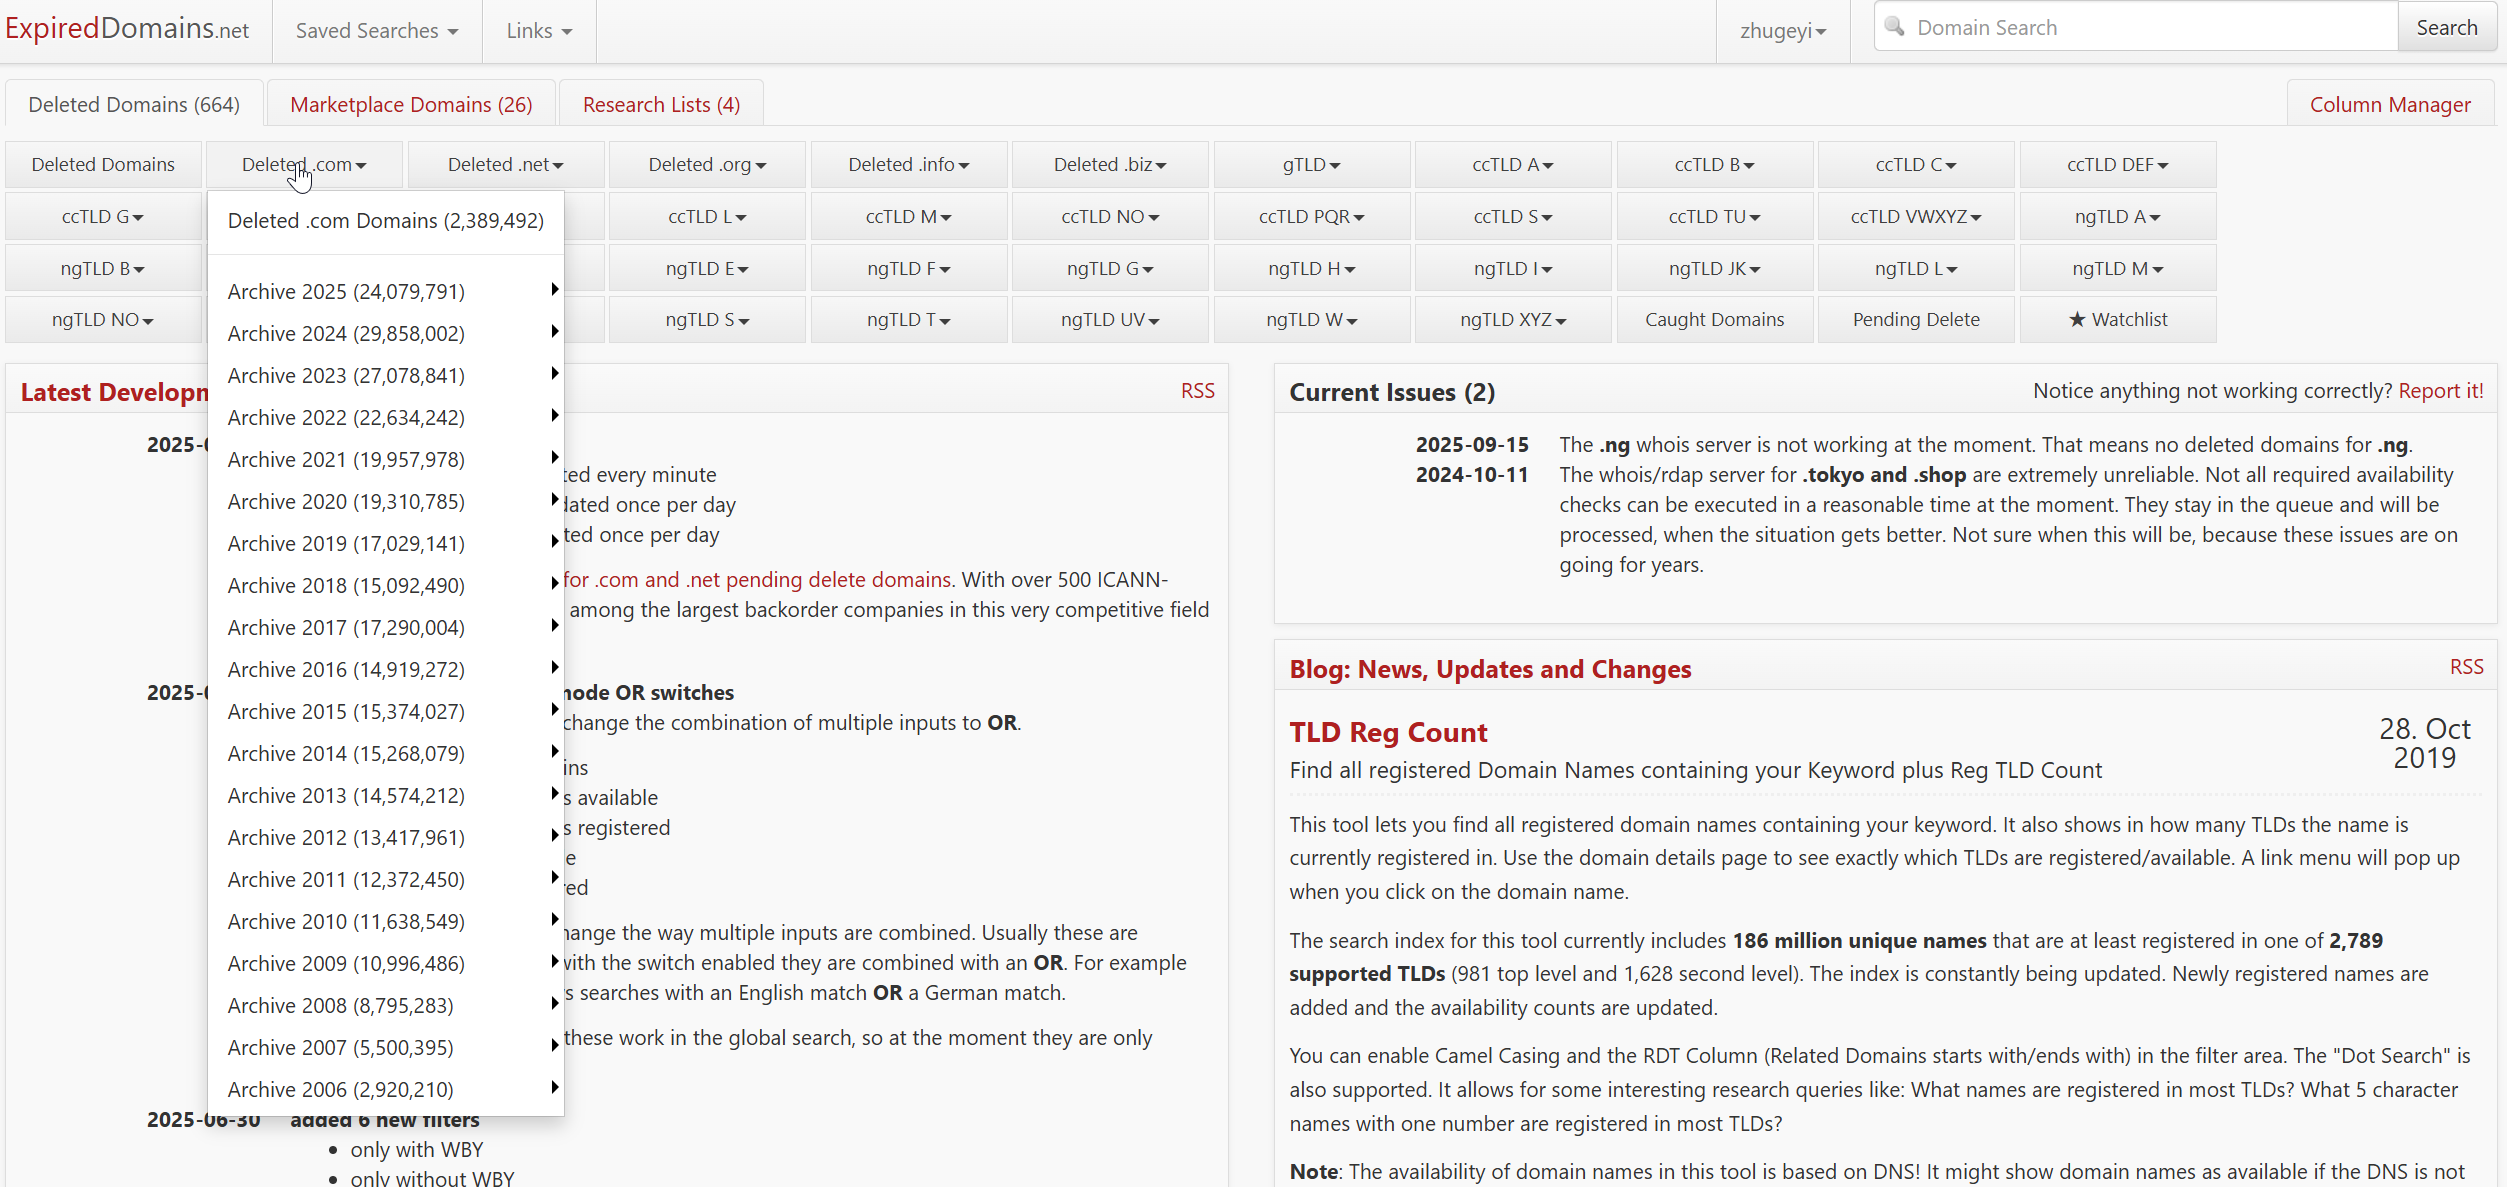 ExpiredDomains.net
Saved Searches
Links
zhugeyi
Domain Search
Search
Deleted Domains (664)
Marketplace Domains (26)
Research Lists (4)
Column Manager
Deleted Domains
Deleted .com
Deleted .net
Deleted .org
Deleted .info
Deleted .biz
gTLD
ccTLD A
ccTLD B
ccTLD C
ccTLD DEF
ccTLD G
ccTLD L
ccTLD M
ccTLD NO
ccTLD PQR
ccTLD S
ccTLD TU
ccTLD VWXYZ
ngTLD A
ngTLD B
ngTLD E
ngTLD F
ngTLD G
ngTLD H
ngTLD I
ngTLD JK
ngTLD L
ngTLD M
ngTLD NO
ngTLD S
ngTLD T
ngTLD UV
ngTLD W
ngTLD XYZ
Caught Domains
Pending Delete
★ Watchlist
Deleted .com Domains (2,389,492)
Archive 2025 (24,079,791)
Archive 2024 (29,858,002)
Archive 2023 (27,078,841)
Archive 2022 (22,634,242)
Archive 2021 (19,957,978)
Archive 2020 (19,310,785)
Archive 2019 (17,029,141)
Archive 2018 (15,092,490)
Archive 2017 (17,290,004)
Archive 2016 (14,919,272)
Archive 2015 (15,374,027)
Archive 2014 (15,268,079)
Archive 2013 (14,574,212)
Archive 2012 (13,417,961)
Archive 2011 (12,372,450)
Archive 2010 (11,638,549)
Archive 2009 (10,996,486)
Archive 2008 (8,795,283)
Archive 2007 (5,500,395)
Archive 2006 (2,920,210)
Latest
RSS
every minute
once per day
once per day
for .com and .net pending delete domains. With over 500 ICANN-
among the largest backorder companies in this very competitive field
OR switches
change the combination of multiple inputs to OR.
available
registered
the way multiple inputs are combined. Usually these are
with the switch enabled they are combined with an OR. For example
searches with an English match OR a German match.
these work in the global search, so at the moment they are only
2025-06-30 added 6 new filters
• only with WBY
• only without WBY
Current Issues (2)
Notice anything not working correctly? Report it!
2025-09-15 The .ng whois server is not working at the moment. That means no deleted domains for .ng.
2024-10-11 The whois/rdap server for .tokyo and .shop are extremely unreliable. Not all required availability
checks can be executed in a reasonable time at the moment. They stay in the queue and will be
processed, when the situation gets better. Not sure when this will be, because these issues are on
going for years.
Blog: News, Updates and Changes
RSS
TLD Reg Count
28. Oct
2019
Find all registered Domain Names containing your Keyword plus Reg TLD Count
This tool lets you find all registered domain names containing your keyword. It also shows in how many TLDs the name is
currently registered in. Use the domain details page to see exactly which TLDs are registered/available. A link menu will pop up
when you click on the domain name.
The search index for this tool currently includes 186 million unique names that are at least registered in one of 2,789
supported TLDs (981 top level and 1,628 second level). The index is constantly being updated. Newly registered names are
added and the availability counts are updated.
You can enable Camel Casing and the RDT Column (Related Domains starts with/ends with) in the filter area. The "Dot Search" is
also supported. It allows for some interesting research queries like: What names are registered in most TLDs? What 5 character
names with one number are registered in most TLDs?
Note: The availability of domain names in this tool is based on DNS! It might show domain names as available if the DNS is not